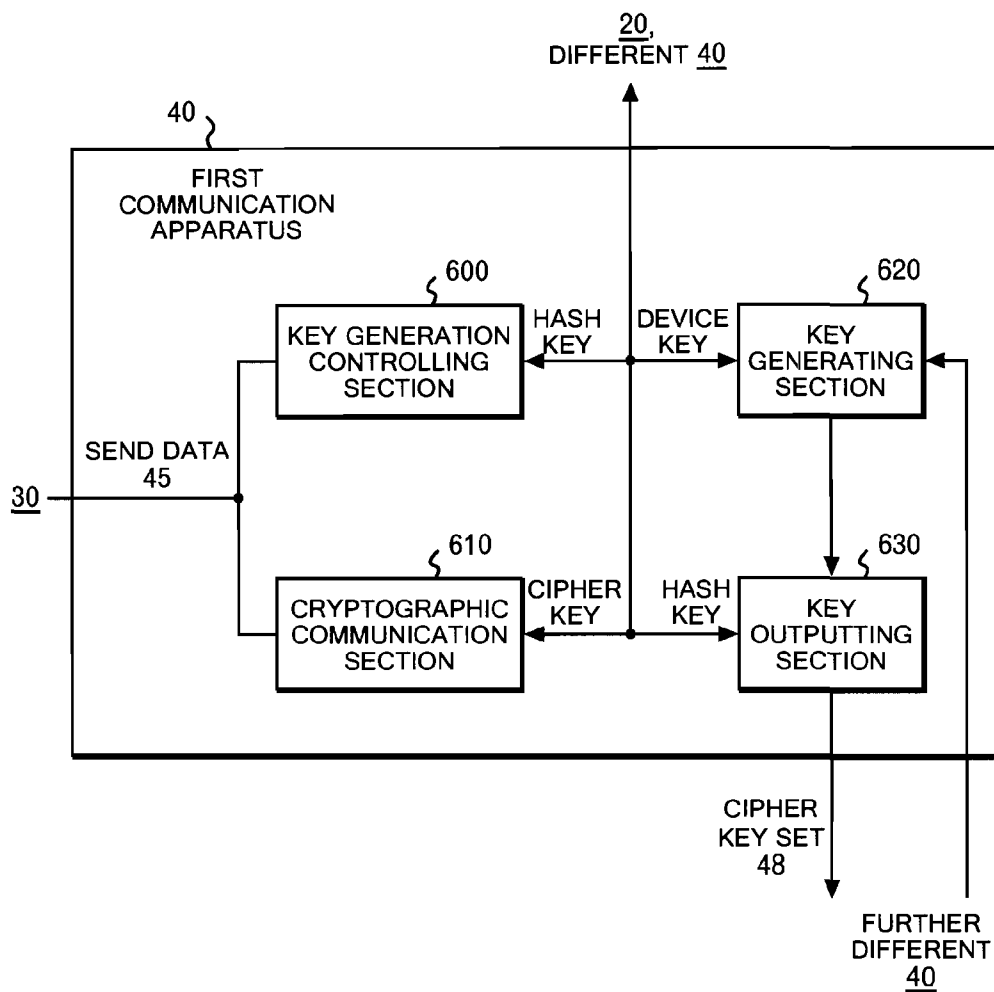 20,
DIFFERENT 40
40
FIRST
COMMUNICATION
APPARATUS
600
KEY GENERATION
CONTROLLING
SECTION
HASH
KEY
DEVICE
KEY
620
KEY
GENERATING
SECTION
SEND DATA
45
30
610
CRYPTOGRAPHIC
COMMUNICATION
SECTION
CIPHER
KEY
HASH
KEY
630
KEY
OUTPUTTING
SECTION
CIPHER
KEY SET
48
FURTHER
DIFFERENT
40